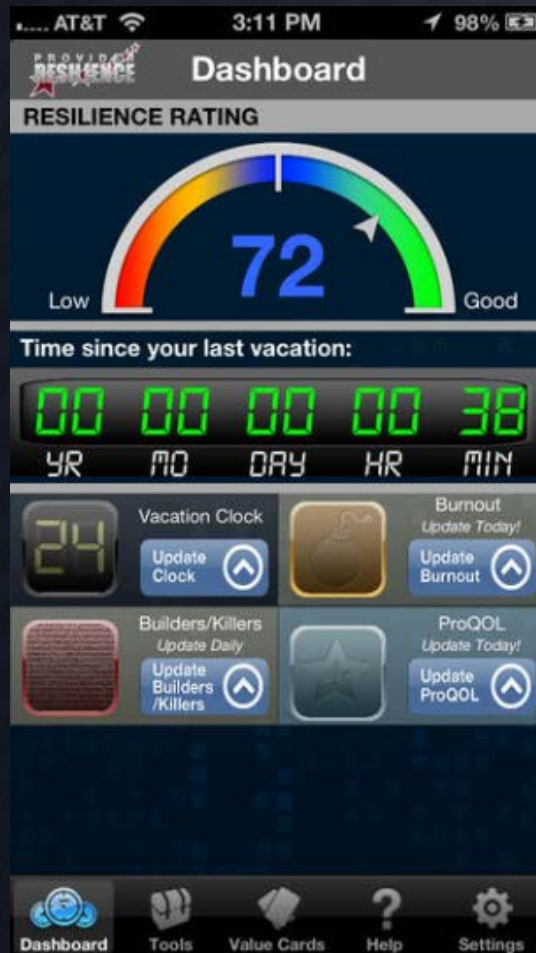 AT&T 3:11 PM 98%
PROVIDER
RESILIENCE
Dashboard
RESILIENCE RATING
72
Low Good
Time since your last vacation:
00 00 00 00 38
YR MO DAY HR MIN
24
Vacation Clock
Update
Clock
Burnout
Update Today!
Update
Burnout
Builders/Killers
Update Daily
Update
Builders
/Killers
ProQOL
Update Today!
Update
ProQOL
Dashboard Tools Value Cards Help Settings